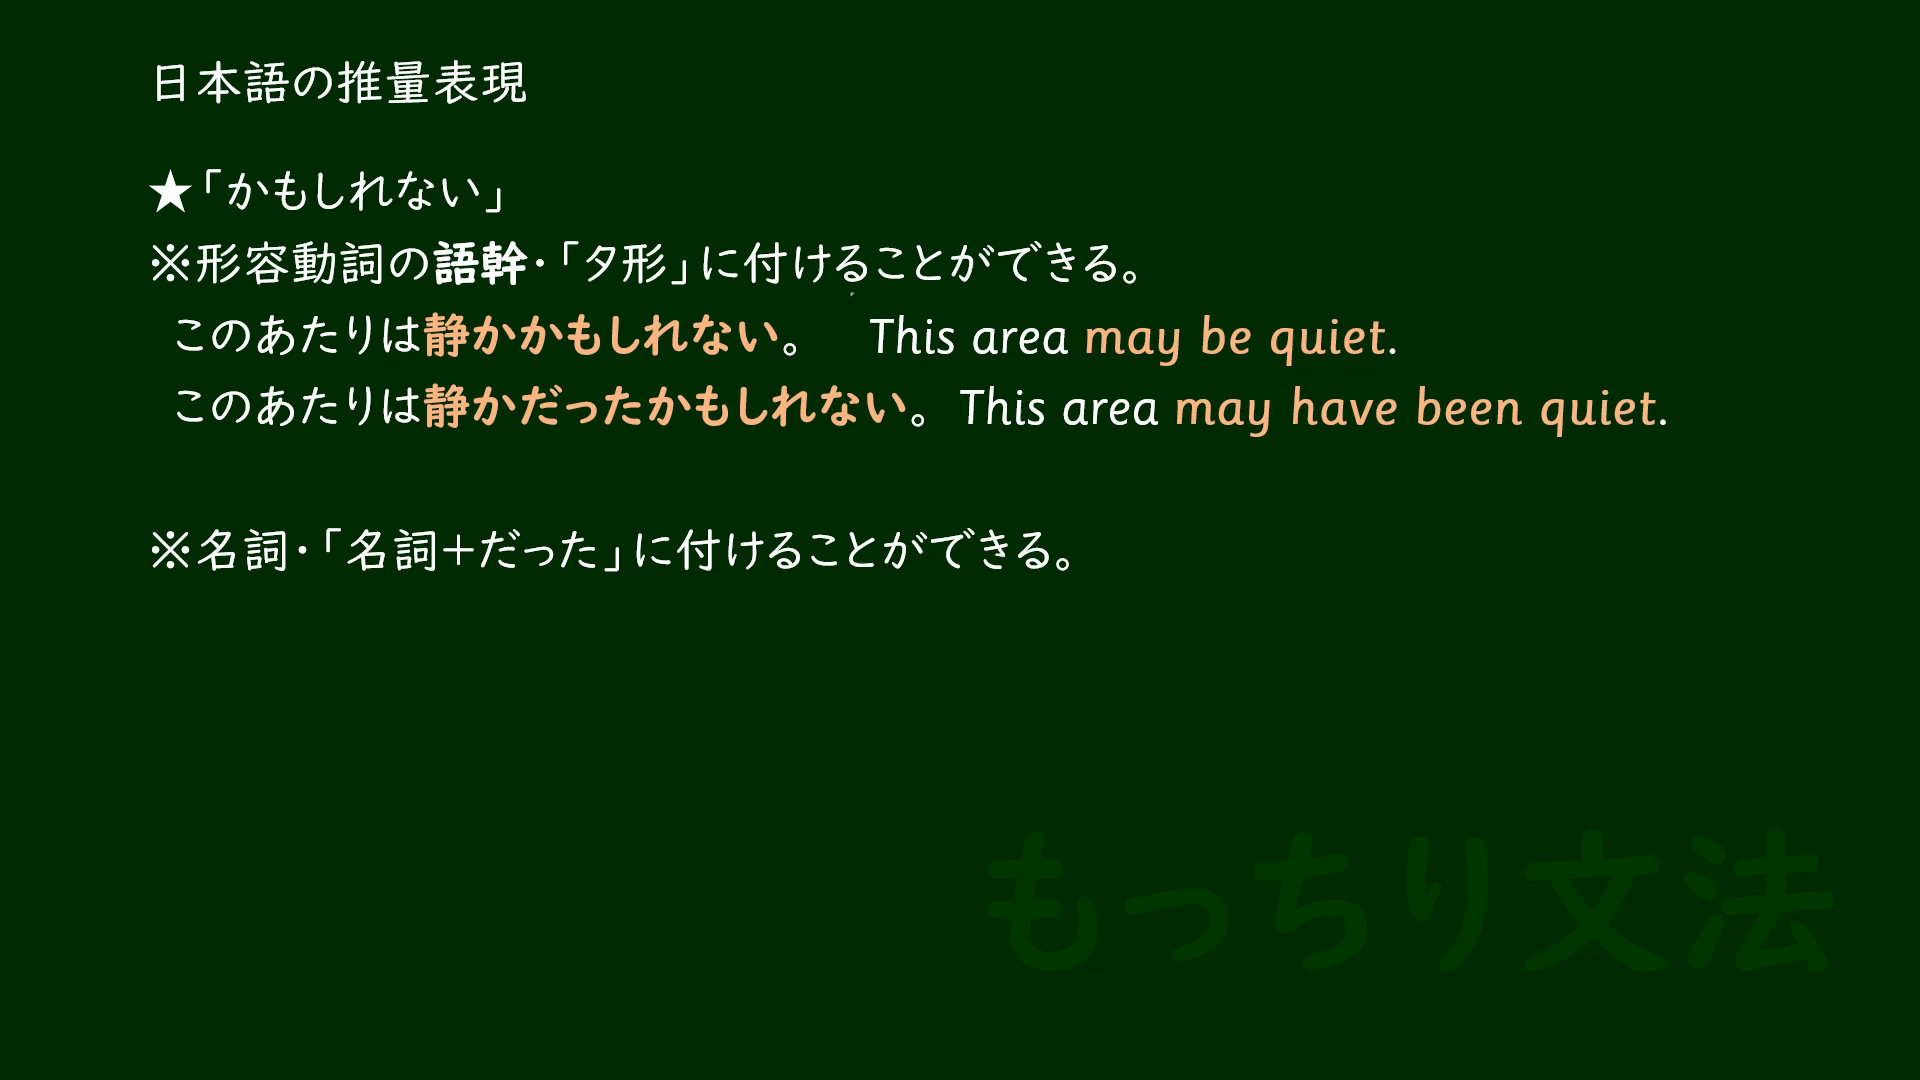 日本語の推量表現
★「かもしれない」
※形容動詞の語幹・「タ形」に付けることができる。
このあたりは静かかもしれない。 This area may be quiet.
このあたりは静かだったかもしれない。 This area may have been quiet.
※名詞・「名詞＋だった」に付けることができる。
もっちり文法